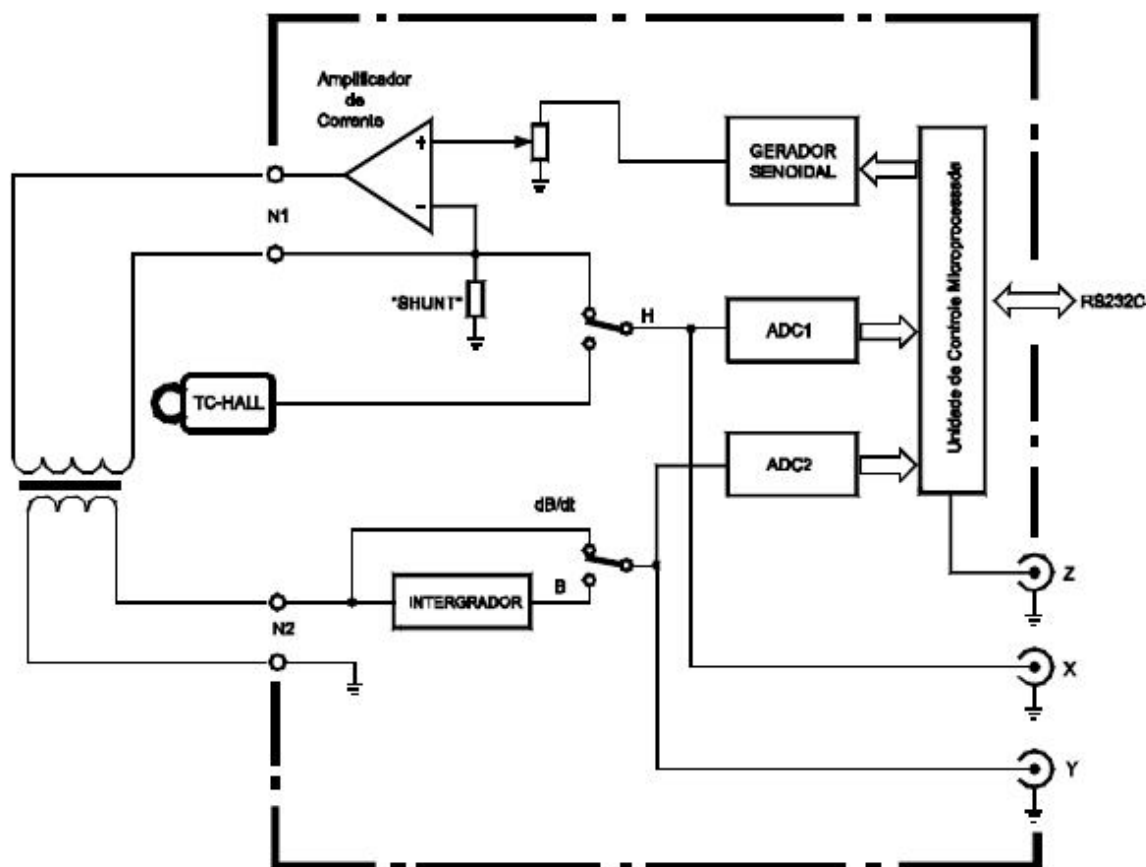 Amplificador
de
Corrente
+
-
N1
"SHUNT"
TC-HALL
GERADOR
SENOIDAL
H
ADC1
ADC2
Unidade de Controle Microprocessada
RS232C
dB/dt
B
INTERGRADOR
N2
Z
X
Y